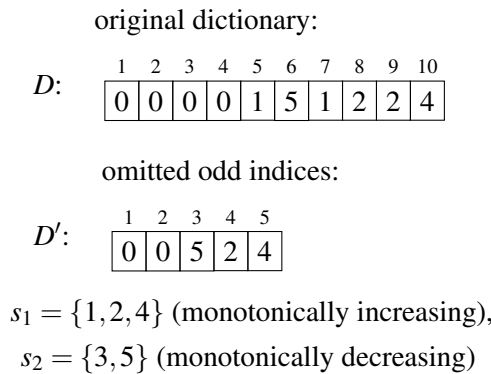 original dictionary:
1 2 3 4 5 6 7 8 9 10
D: 0 0 0 0 1 5 1 2 2 4
omitted odd indices:
1 2 3 4 5
D′: 0 0 5 2 4
s₁ = {1,2,4} (monotonically increasing),
s₂ = {3,5} (monotonically decreasing)